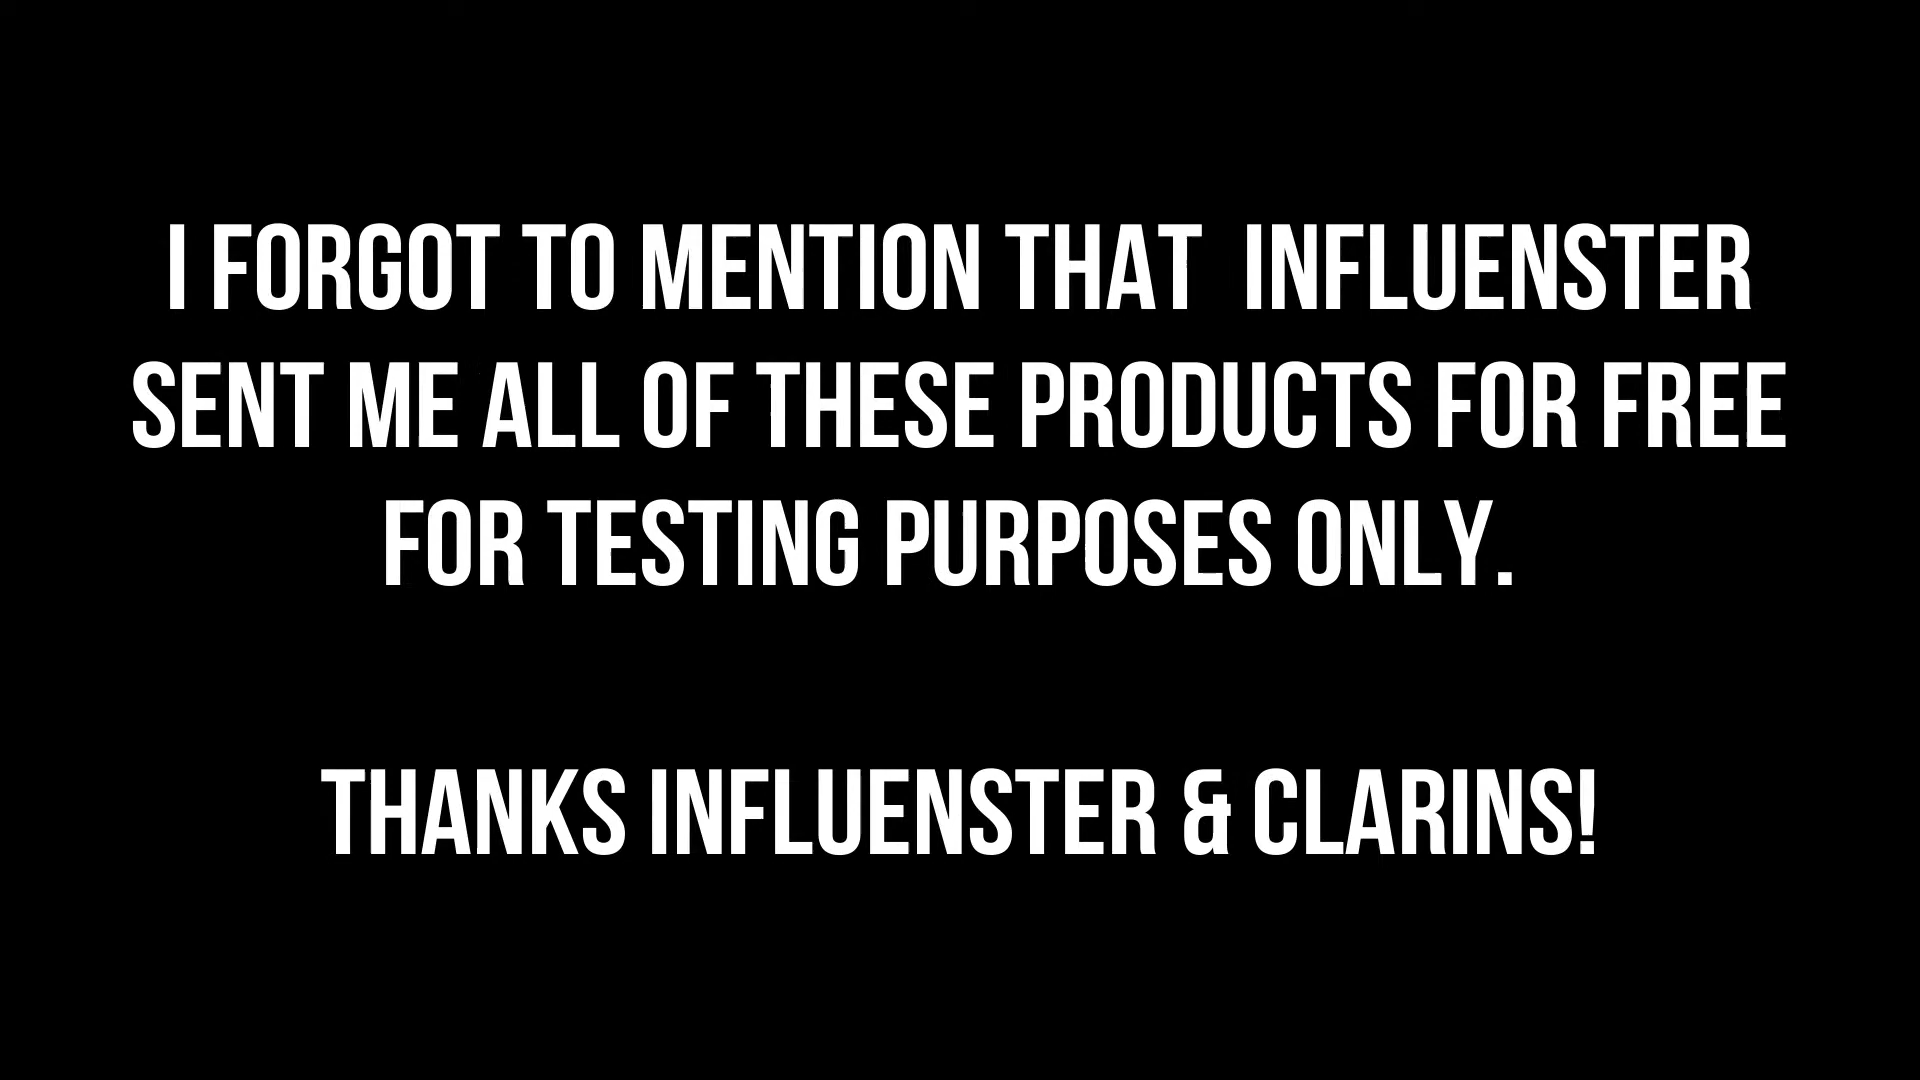 I FORGOT TO MENTION THAT  INFLUENSTER
SENT ME ALL OF THESE PRODUCTS FOR FREE
FOR TESTING PURPOSES ONLY.
THANKS INFLUENSTER & CLARINS!